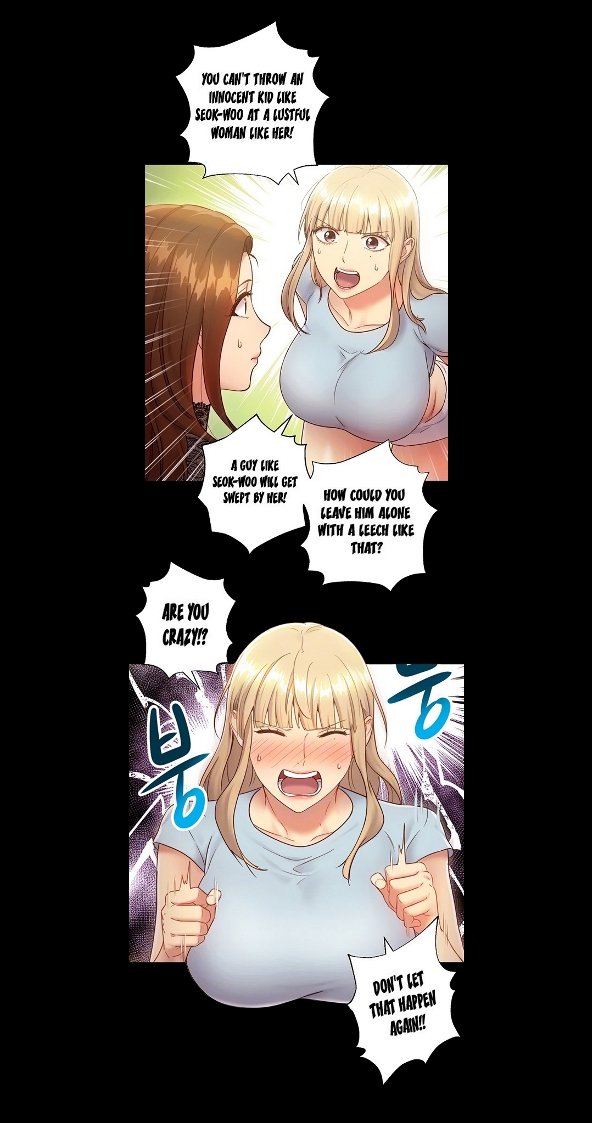 YOU CAN'T THROW AN
INNOCENT KID LIKE
SEOK-WOO AT A LUSTFUL
WOMAN LIKE HER!
A GUY LIKE
SEOK-WOO WILL GET
SWEPT BY HER!
HOW COULD YOU
LEAVE HIM ALONE
WITH A LEECH LIKE
THAT?
ARE YOU
CRAZY!?
붕
붕
DON'T LET
THAT HAPPEN
AGAIN!!